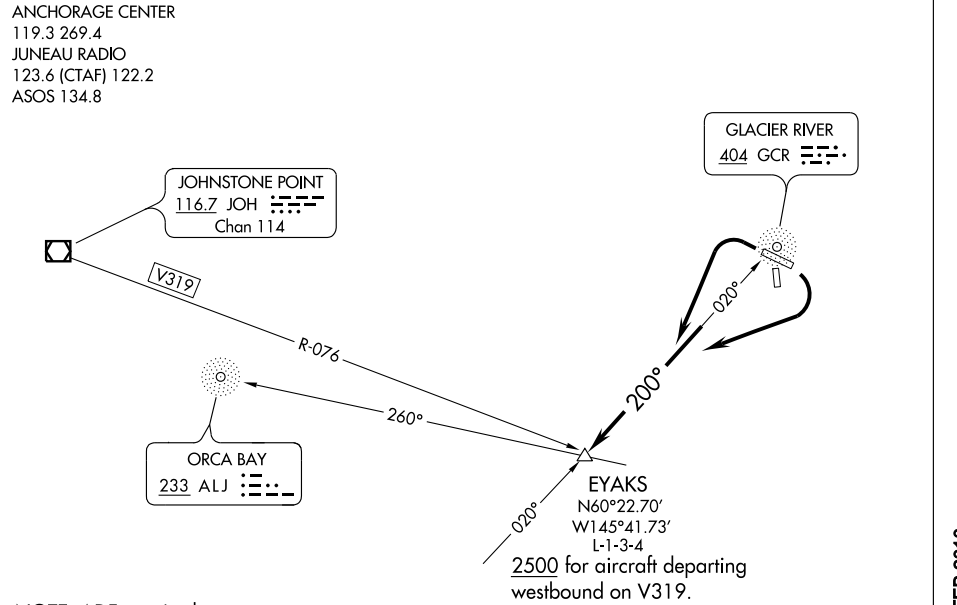 ANCHORAGE CENTER
119.3 269.4
JUNEAU RADIO
123.6 (CTAF) 122.2
ASOS 134.8
GLACIER RIVER
404 GCR
JOHNSTONE POINT
116.7 JOH
Chan 114
V319
R-076
020°
200°
260°
ORCA BAY
233 ALJ
020°
EYAKS
N60°22.70′
W145°41.73′
L-1-3-4
2500 for aircraft departing
westbound on V319.